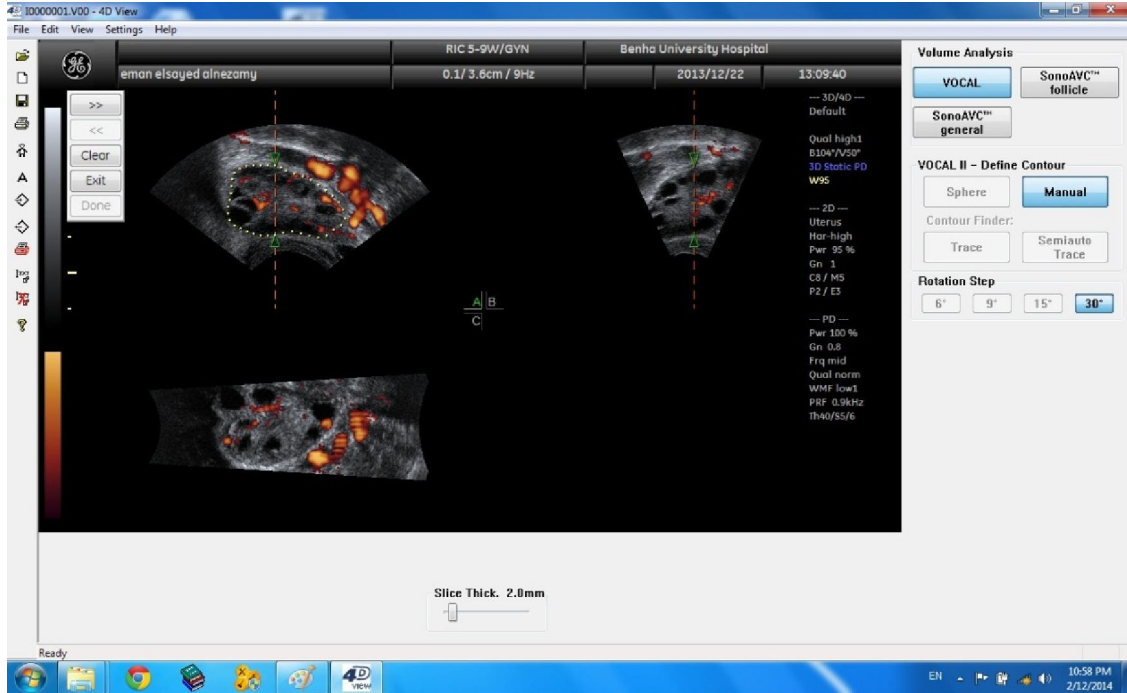 ID000001.V00 - 4D View
File Edit View Settings Help
RIC 5-9W/GYN Benha University Hospital
eman elsayed alnezamy 0.1/ 3.6cm / 9Hz 2013/12/22 13:09:40
>>
<<
Clear
Exit
Done
A B
C
--- 3D/4D ---
Default
Qual high1
B104°/V50°
3D Static PD
W95
--- 2D ---
Uterus
Har-high
Pwr 95 %
Gn 1
C8 / M5
P2 / E3
--- PD ---
Pwr 100 %
Gn 0.8
Frq mid
Qual norm
WMF low1
PRF 0.9kHz
Th40/S5/6
Volume Analysis
VOCAL
SonoAVC™ follicle
SonoAVC™ general
VOCAL II - Define Contour
Sphere Manual
Contour Finder:
Trace
Semiauto Trace
Rotation Step
6° 9° 15° 30°
Slice Thick. 2.0mm
Ready
4D VIEW
EN
10:58 PM
2/12/2014